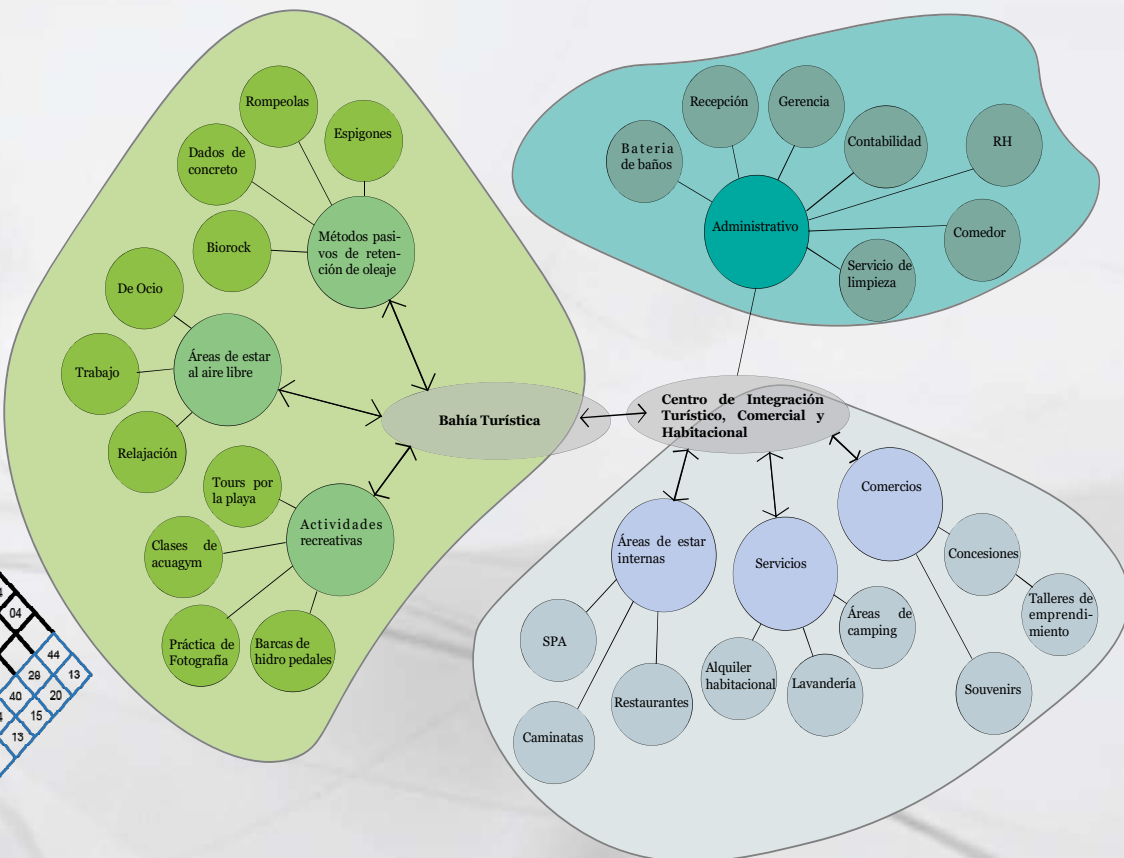 Rompeolas
Espigones
Dados de
concreto
Métodos pasi-
vos de reten-
ción de oleaje
Biorock
De Ocio
Áreas de estar
al aire libre
Trabajo
Relajación
Bahía Turística
Tours por
la playa
Actividades
recreativas
Clases de
acuagym
Práctica de
Fotografía
Barcas de
hidro pedales
Recepción
Gerencia
Bateria
de baños
Contabilidad
RH
Administrativo
Comedor
Servicio de
limpieza
Centro de Integración
Turístico, Comercial y
Habitacional
Comercios
Áreas de estar
internas
Servicios
Concesiones
Talleres de
emprendi-
miento
SPA
Áreas de
camping
Alquiler
habitacional
Lavandería
Souvenirs
Restaurantes
Caminatas
04
44
28
13
40
20
15
13